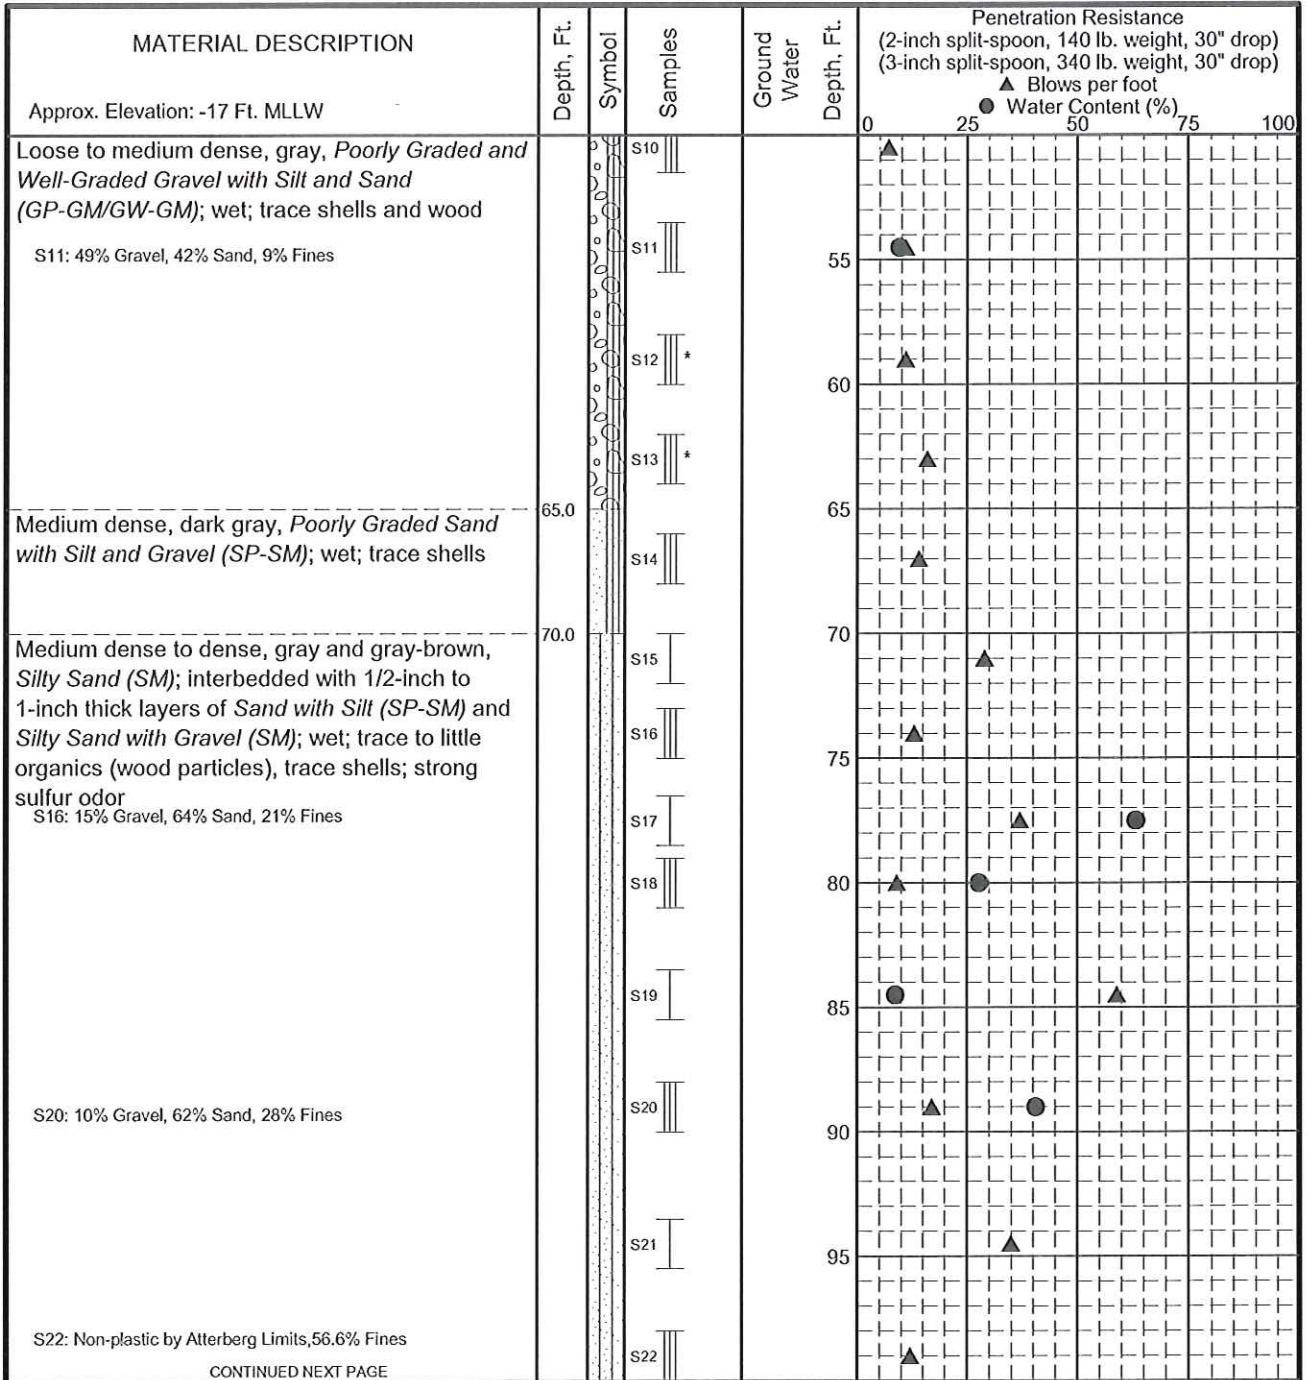 MATERIAL DESCRIPTION
Approx. Elevation: -17 Ft. MLLW
Depth, Ft.
Symbol
Samples
Ground
Water
Depth, Ft.
Penetration Resistance
(2-inch split-spoon, 140 lb. weight, 30" drop)
(3-inch split-spoon, 340 lb. weight, 30" drop)
▲ Blows per foot
● Water Content (%)
0 25 50 75 100
Loose to medium dense, gray, Poorly Graded and
Well-Graded Gravel with Silt and Sand
(GP-GM/GW-GM); wet; trace shells and wood
S11: 49% Gravel, 42% Sand, 9% Fines
S10
S11
55
S12 *
60
S13 *
65.0
65
Medium dense, dark gray, Poorly Graded Sand
with Silt and Gravel (SP-SM); wet; trace shells
S14
70.0
70
Medium dense to dense, gray and gray-brown,
Silty Sand (SM); interbedded with 1/2-inch to
1-inch thick layers of Sand with Silt (SP-SM) and
Silty Sand with Gravel (SM); wet; trace to little
organics (wood particles), trace shells; strong
sulfur odor
S16: 15% Gravel, 64% Sand, 21% Fines
S15
S16
75
S17
S18
80
S19
85
S20: 10% Gravel, 62% Sand, 28% Fines
S20
90
S21
95
S22: Non-plastic by Atterberg Limits,56.6% Fines
S22
CONTINUED NEXT PAGE